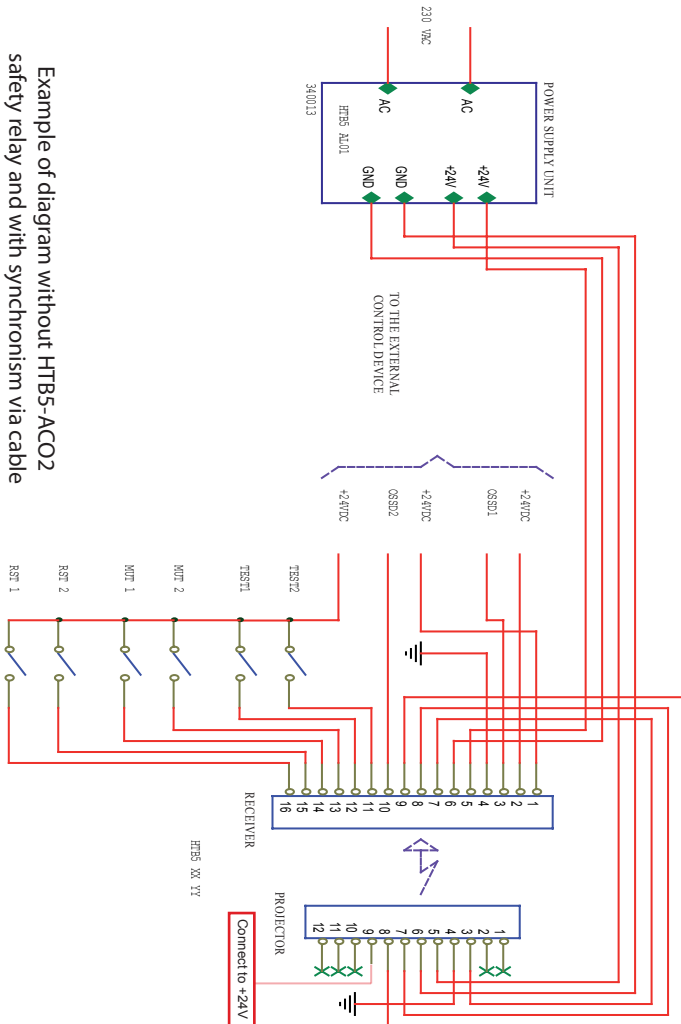 230 VAC
POWER SUPPLY UNIT
AC
AC
HTB5 AL01
340013
+24V
+24V
GND
GND
TO THE EXTERNAL
CONTROL DEVICE
+24VDC
OSSD1
+24VDC
OSSD2
+24VDC
TEST2
TEST1
MUT 2
MUT 1
RST 2
RST 1
1
2
3
4
5
6
7
8
9
10
11
12
13
14
15
16
RECEIVER
HTB5 XX YY
PROJECTOR
1
2
3
4
5
6
7
8
9
10
11
12
Connect to +24V
Example of diagram without HTB5-ACO2
safety relay and with synchronism via cable